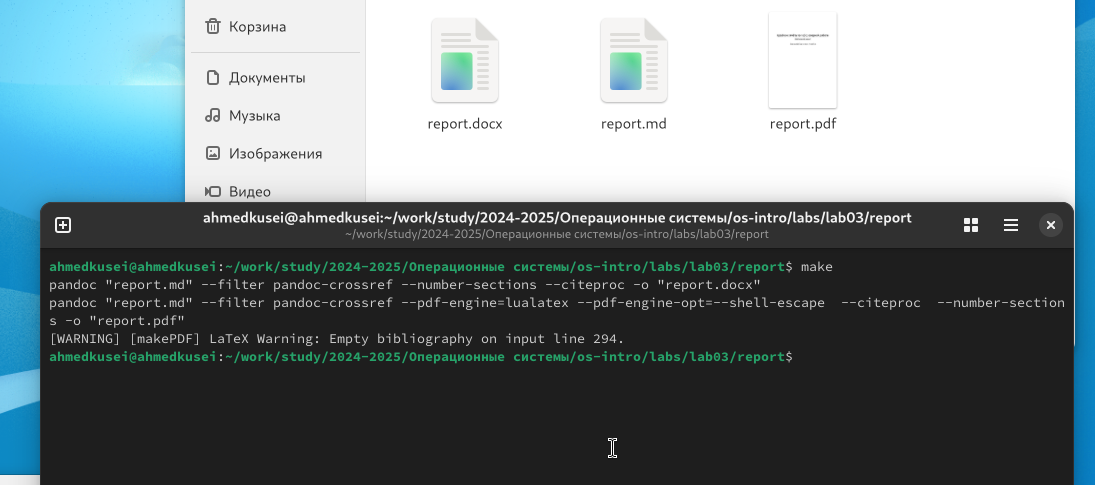 Корзина
Документы
Музыка
Изображения
Видео
report.docx
report.md
report.pdf
ahmedkusei@ahmedkusei:~/work/study/2024-2025/Операционные системы/os-intro/labs/lab03/report
~/work/study/2024-2025/Операционные системы/os-intro/labs/lab03/report
ahmedkusei@ahmedkusei:~/work/study/2024-2025/Операционные системы/os-intro/labs/lab03/report$ make
pandoc "report.md" --filter pandoc-crossref --number-sections --citeproc -o "report.docx"
pandoc "report.md" --filter pandoc-crossref --pdf-engine=lualatex --pdf-engine-opt=--shell-escape  --citeproc  --number-section
s -o "report.pdf"
[WARNING] [makePDF] LaTeX Warning: Empty bibliography on input line 294.
ahmedkusei@ahmedkusei:~/work/study/2024-2025/Операционные системы/os-intro/labs/lab03/report$